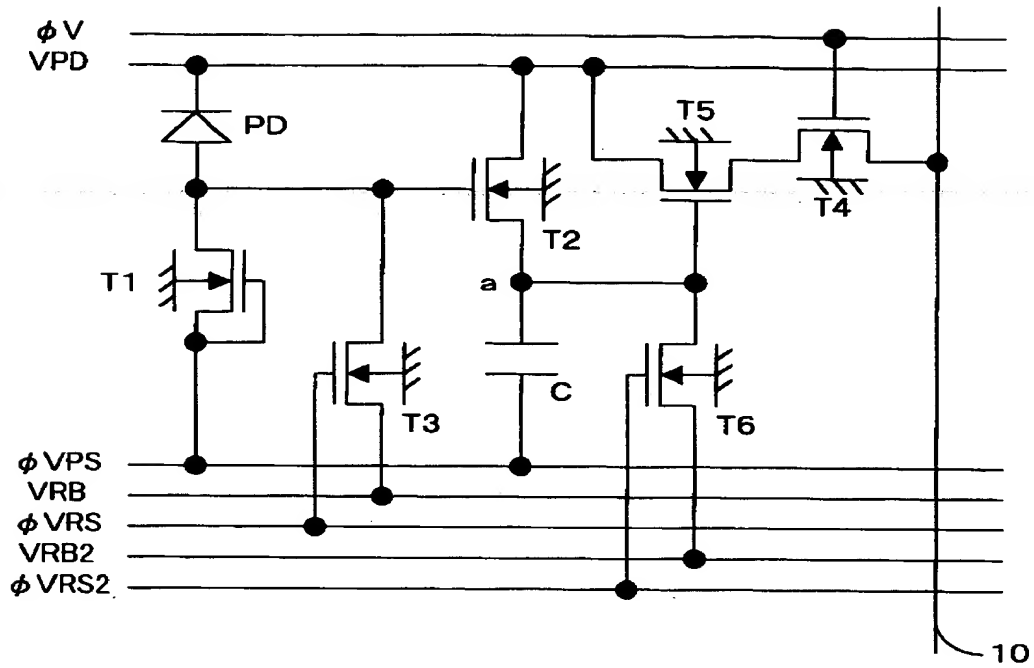 φV
VPD
PD
T5
T4
T2
T1
a
C
T3
T6
φVPS
VRB
φVRS
VRB2
φVRS2
10